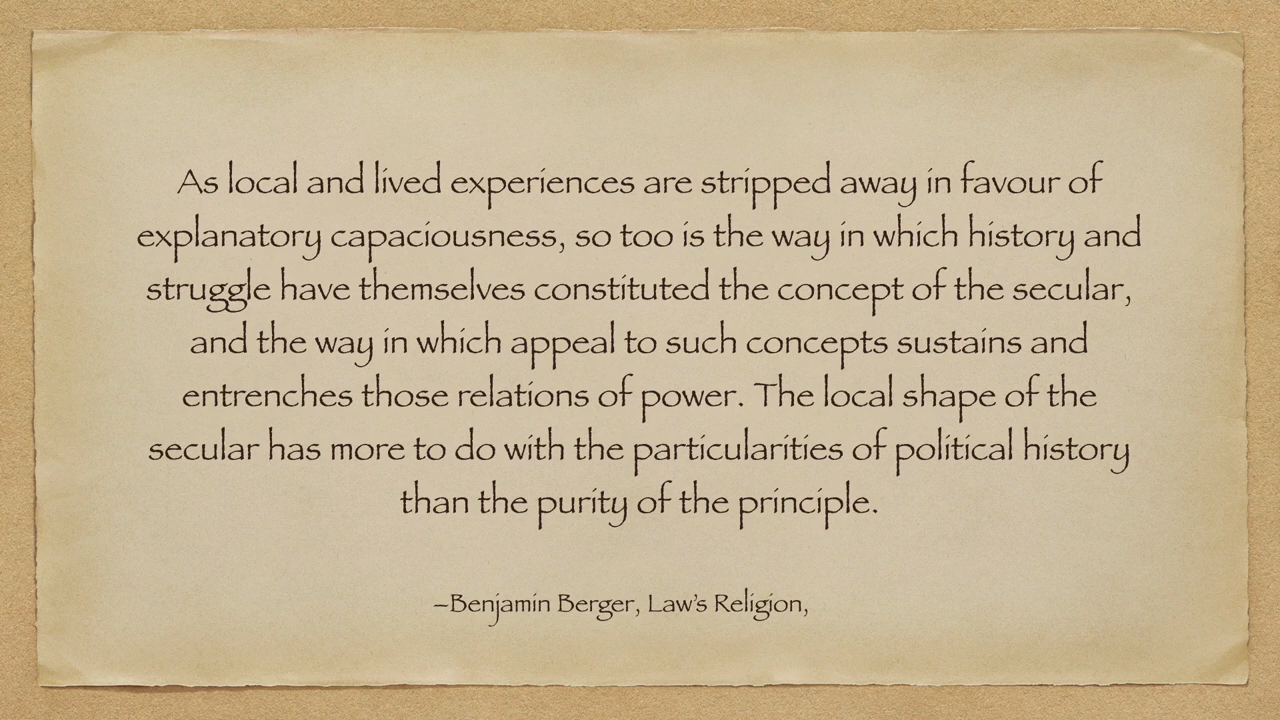 As local and lived experiences are stripped away in favour of
explanatory capaciousness, so too is the way in which history and
struggle have themselves constituted the concept of the secular,
and the way in which appeal to such concepts sustains and
entrenches those relations of power. The local shape of the
secular has more to do with the particularities of political history
than the purity of the principle.
–Benjamin Berger, Law's Religion,